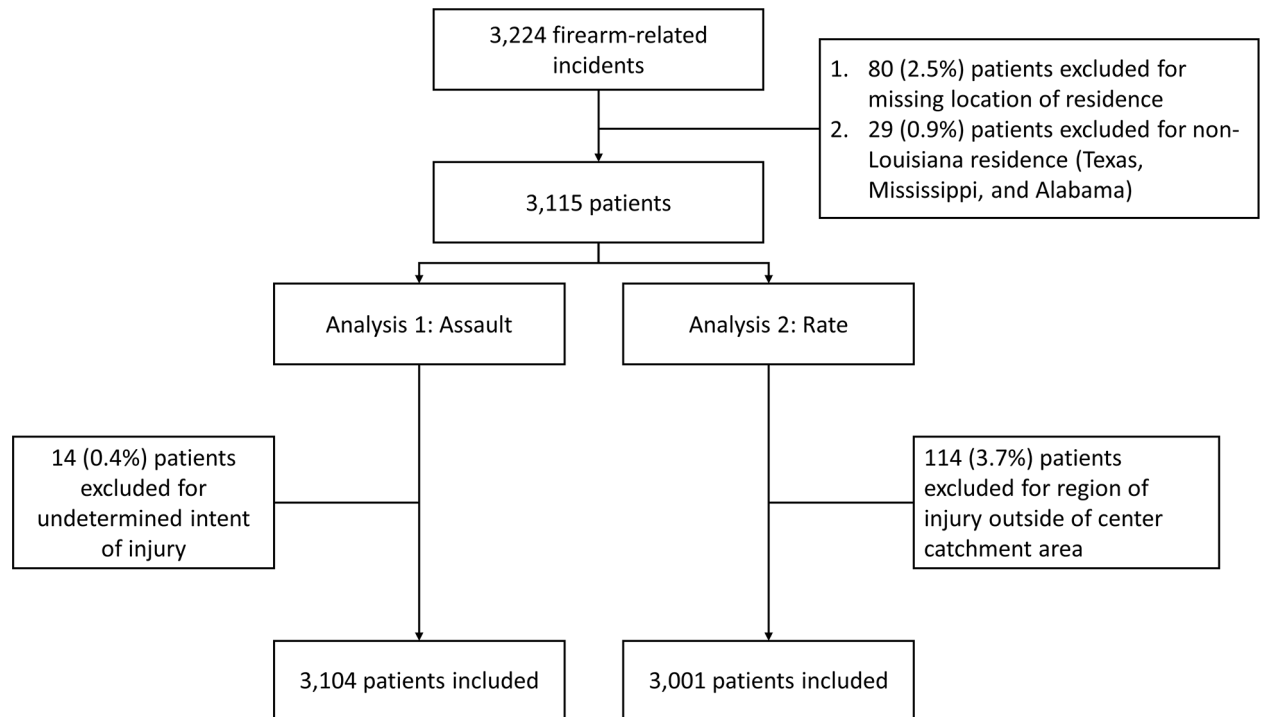 3,224 firearm-related
incidents
1. 80 (2.5%) patients excluded for
missing location of residence
2. 29 (0.9%) patients excluded for non-
Louisiana residence (Texas,
Mississippi, and Alabama)
3,115 patients
Analysis 1: Assault
Analysis 2: Rate
14 (0.4%) patients
excluded for
undetermined intent
of injury
114 (3.7%) patients
excluded for region of
injury outside of center
catchment area
3,104 patients included
3,001 patients included